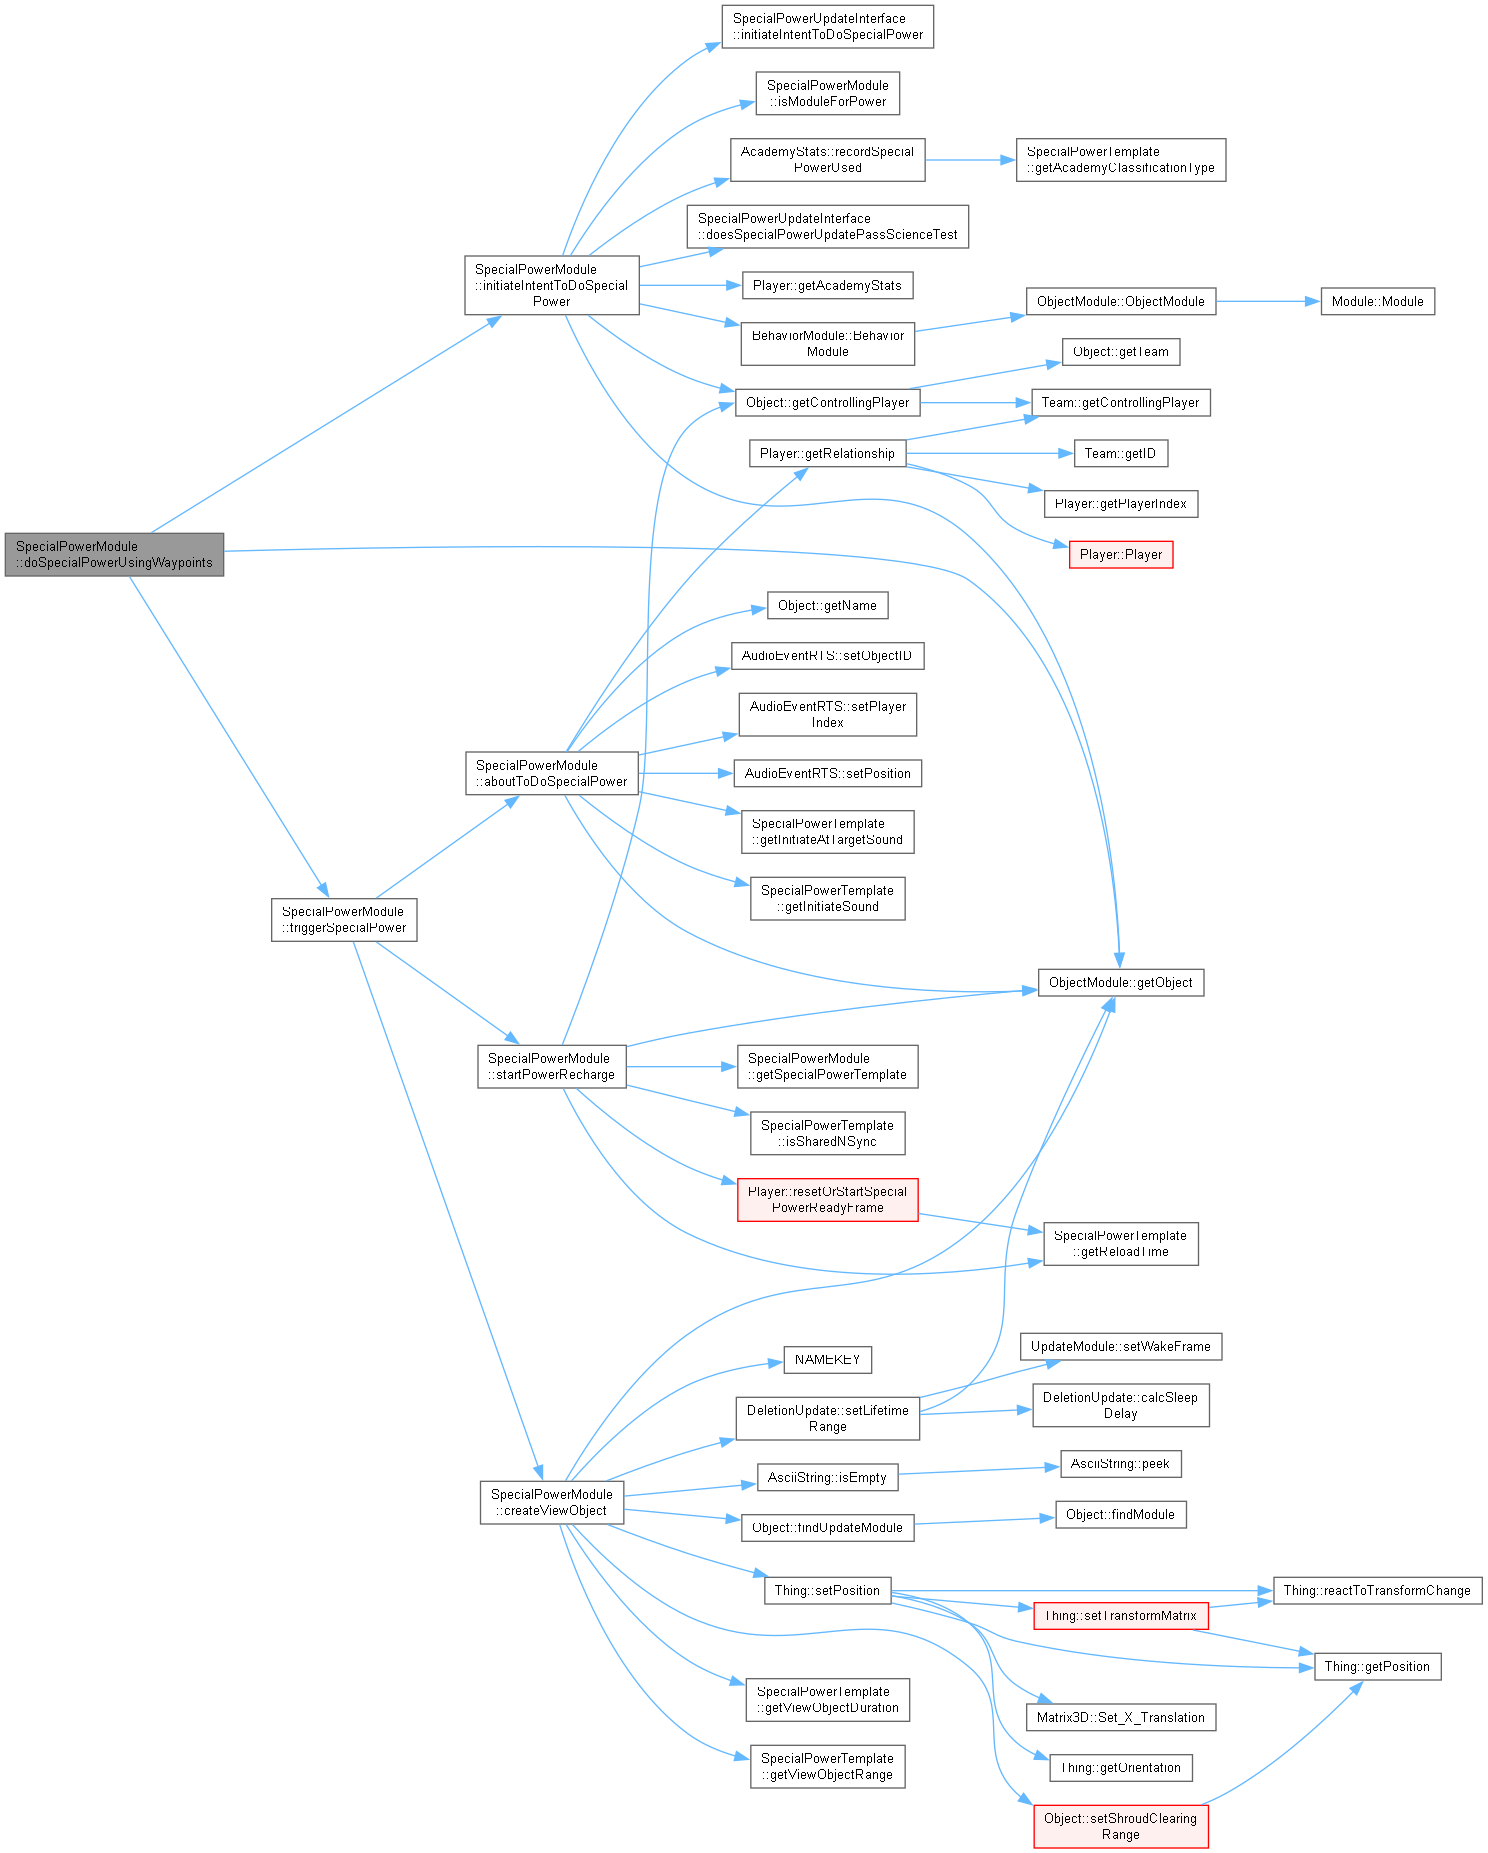 SpecialPowerUpdateInterface
::initiateIntentToDoSpecialPower
SpecialPowerModule
::isModuleForPower
AcademyStats::recordSpecial
PowerUsed
SpecialPowerTemplate
::getAcademyClassificationType
SpecialPowerUpdateInterface
::doesSpecialPowerUpdatePassScienceTest
SpecialPowerModule
::initiateIntentToDoSpecial
Power
Player::getAcademyStats
BehaviorModule::Behavior
Module
ObjectModule::ObjectModule
Module::Module
Object::getTeam
Object::getControllingPlayer
Team::getControllingPlayer
Player::getRelationship
Team::getID
Player::getPlayerIndex
Player::Player
SpecialPowerModule
::doSpecialPowerUsingWaypoints
Object::getName
AudioEventRTS::setObjectID
AudioEventRTS::setPlayer
Index
SpecialPowerModule
::aboutToDoSpecialPower
AudioEventRTS::setPosition
SpecialPowerTemplate
::getInitiateAtTargetSound
SpecialPowerTemplate
::getInitiateSound
SpecialPowerModule
::triggerSpecialPower
ObjectModule::getObject
SpecialPowerModule
::startPowerRecharge
SpecialPowerModule
::getSpecialPowerTemplate
SpecialPowerTemplate
::isSharedNSync
Player::resetOrStartSpecial
PowerReadyFrame
SpecialPowerTemplate
::getReloadTime
NAMEKEY
UpdateModule::setWakeFrame
DeletionUpdate::setLifetime
Range
DeletionUpdate::calcSleep
Delay
AsciiString::isEmpty
AsciiString::peek
SpecialPowerModule
::createViewObject
Object::findUpdateModule
Object::findModule
Thing::setPosition
Thing::reactToTransformChange
Thing::setTransformMatrix
Thing::getPosition
SpecialPowerTemplate
::getViewObjectDuration
Matrix3D::Set_X_Translation
SpecialPowerTemplate
::getViewObjectRange
Thing::getOrientation
Object::setShroudClearing
Range